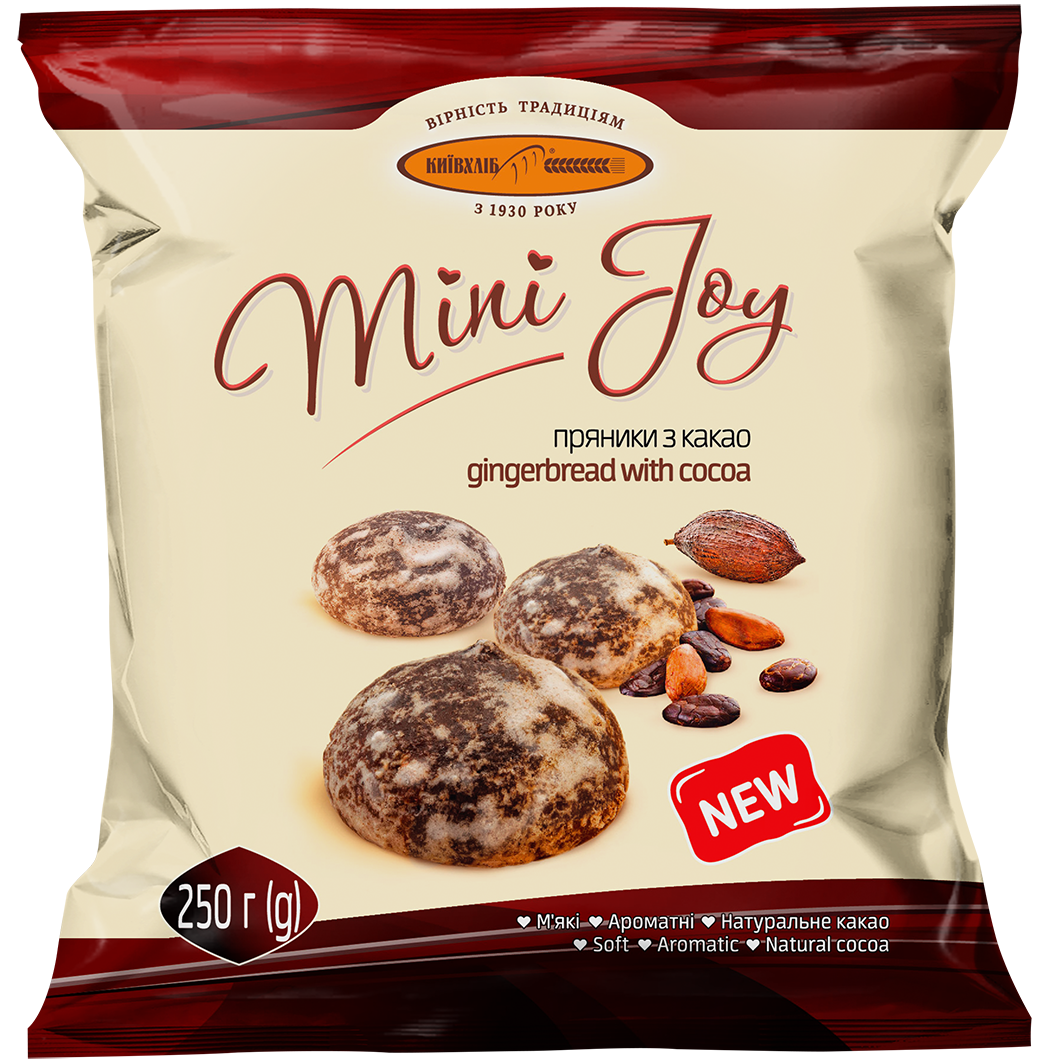 ВІРНІСТЬ ТРАДИЦІЯМ
КИЇВХЛІБ ®
З 1930 РОКУ
Mini Joy
пряники з какао
gingerbread with cocoa
NEW
250 г (g)
М'які Ароматні Натуральне какао
Soft Aromatic Natural cocoa